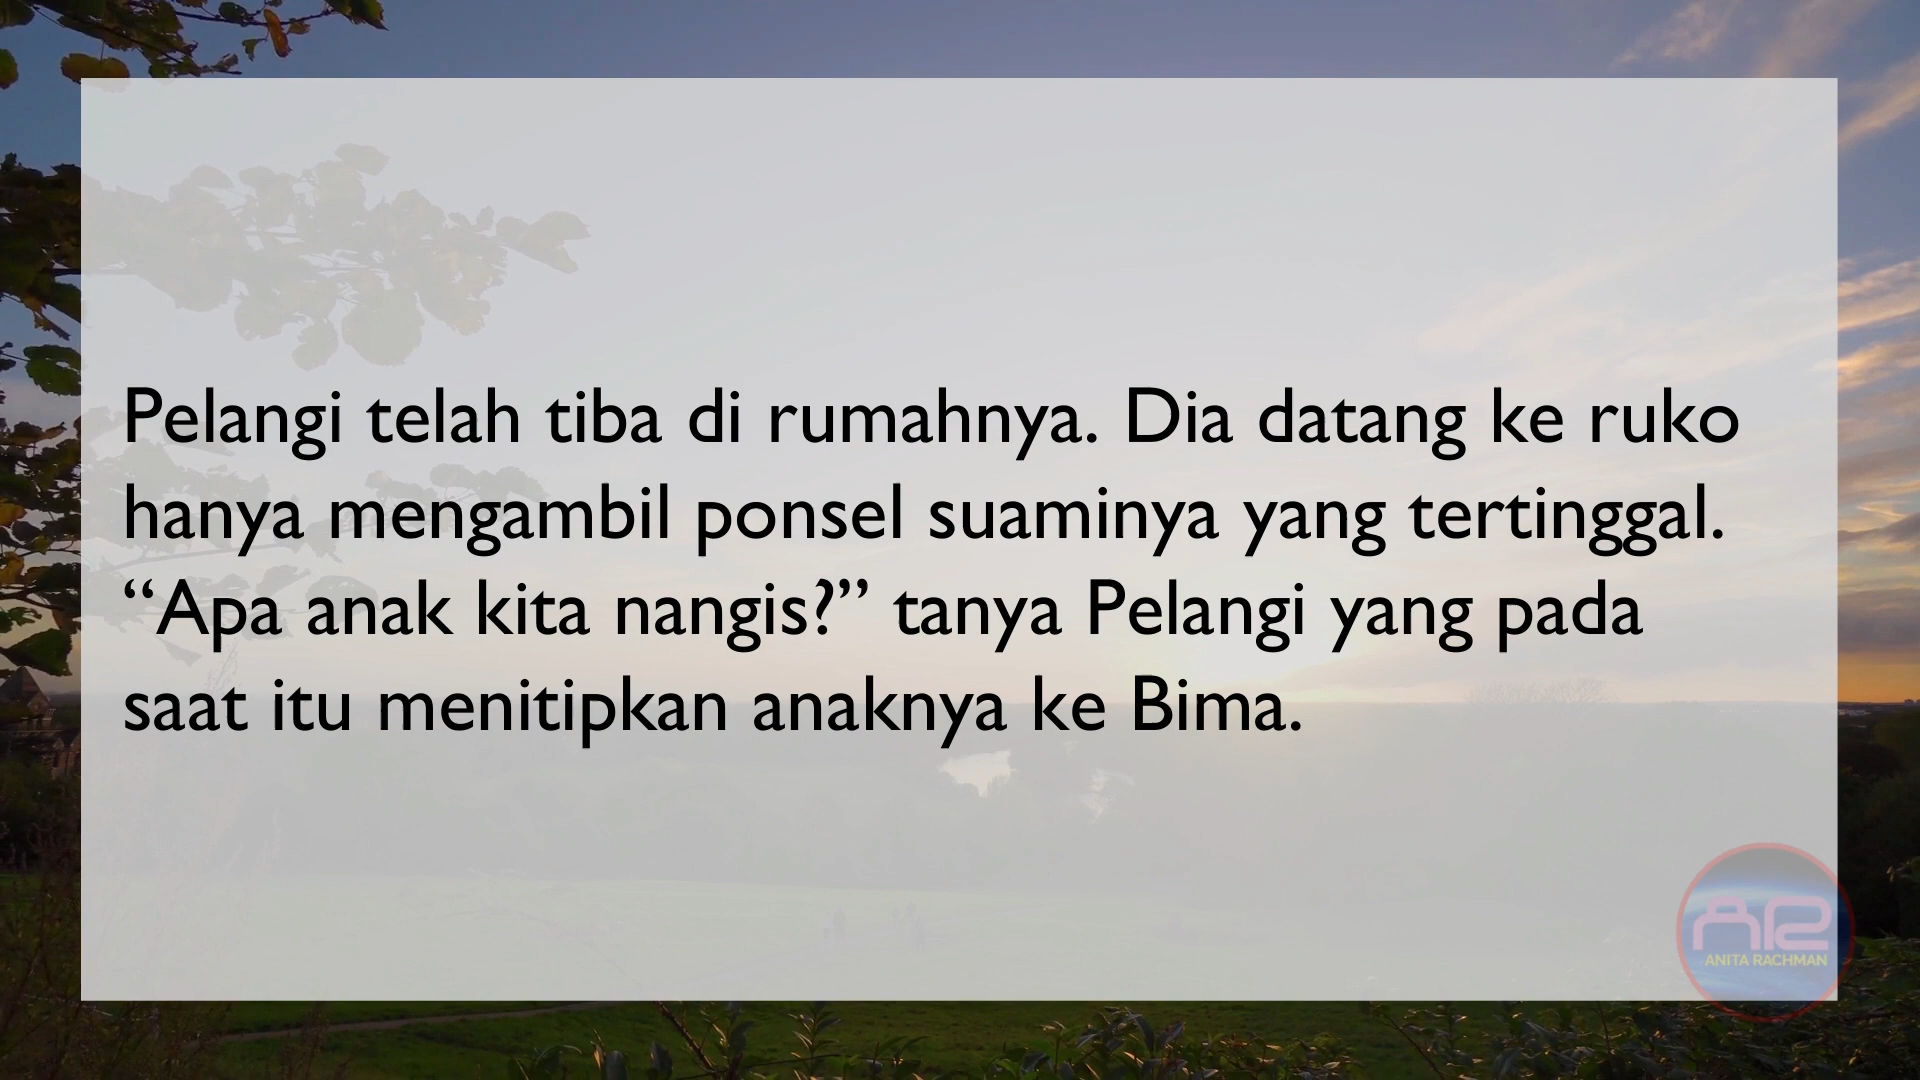 Pelangi telah tiba di rumahnya. Dia datang ke ruko
hanya mengambil ponsel suaminya yang tertinggal.
“Apa anak kita nangis?” tanya Pelangi yang pada
saat itu menitipkan anaknya ke Bima.
AR
ANITA RACHMAN